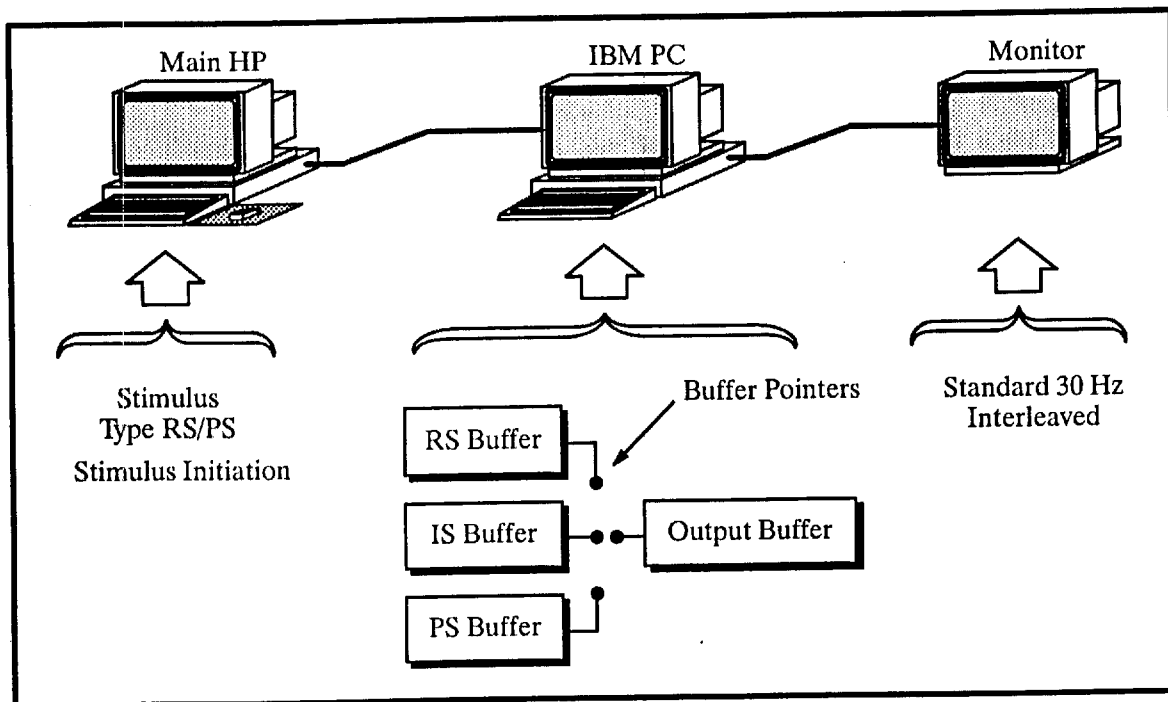 Main HP
IBM PC
Monitor
Stimulus
Type RS/PS
Stimulus Initiation
Buffer Pointers
RS Buffer
IS Buffer
PS Buffer
Output Buffer
Standard 30 Hz
Interleaved